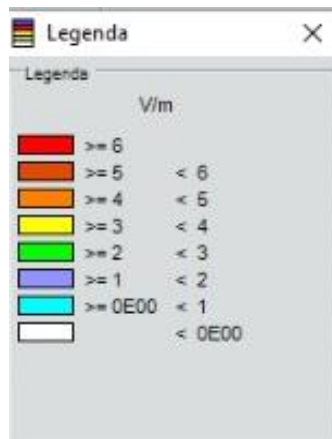 Legenda
Legenda
V/m
>= 6
>= 5 < 6
>= 4 < 5
>= 3 < 4
>= 2 < 3
>= 1 < 2
>= 0E00 < 1
< 0E00